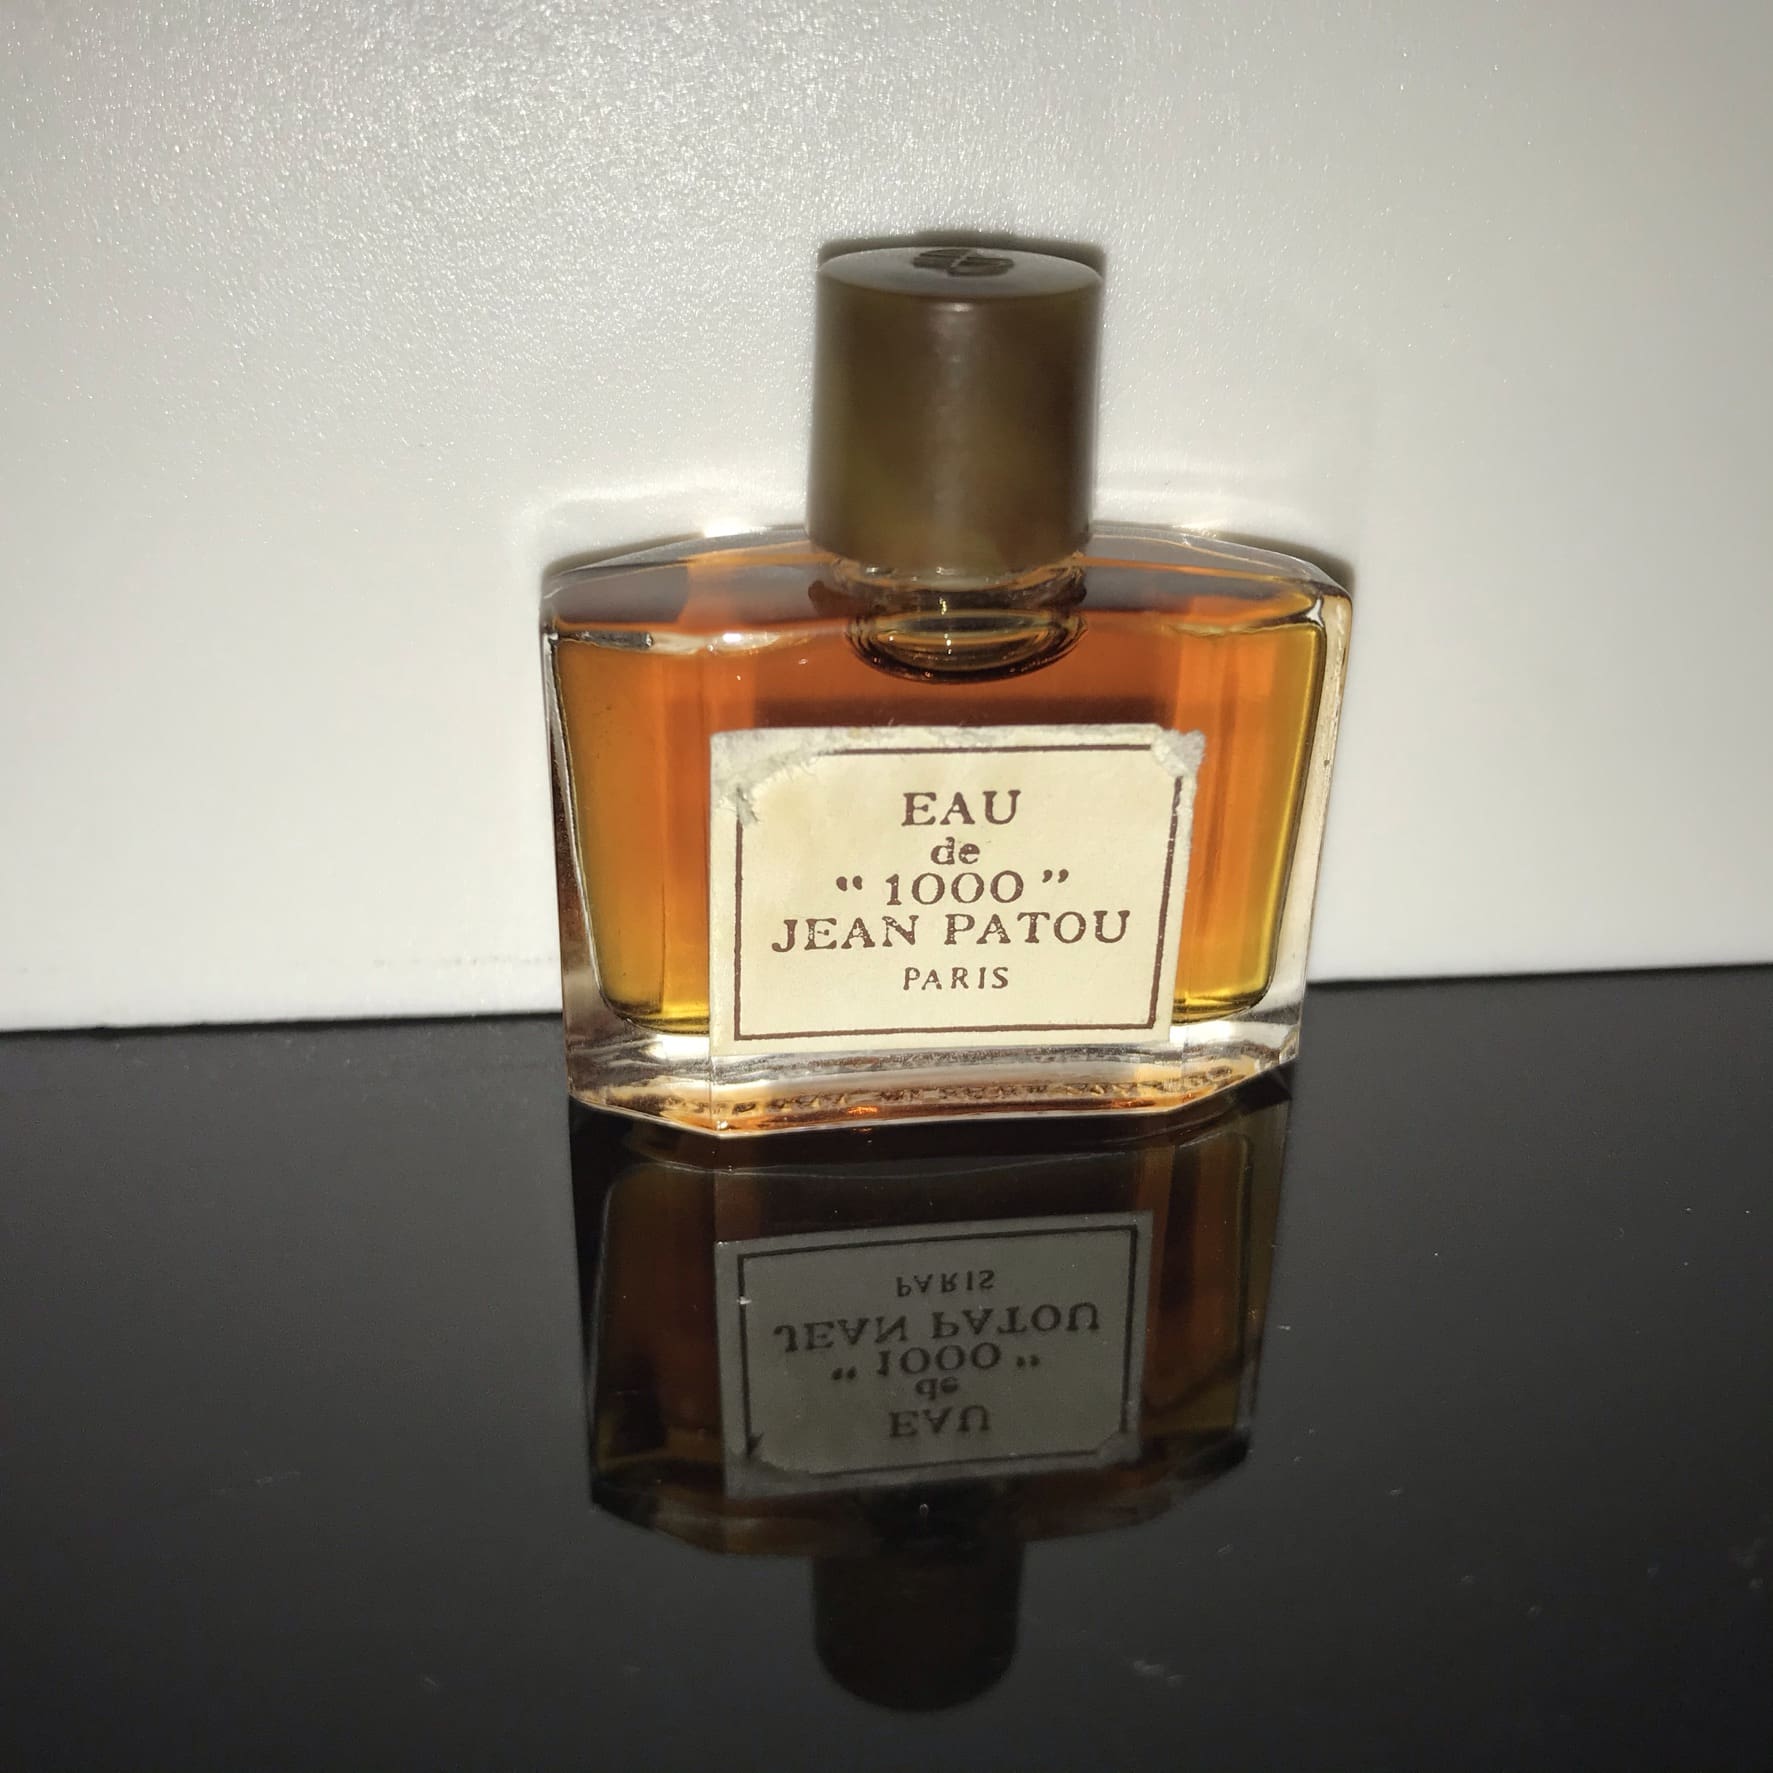 EAU
de
“ 1000 ”
JEAN PATOU
PARIS